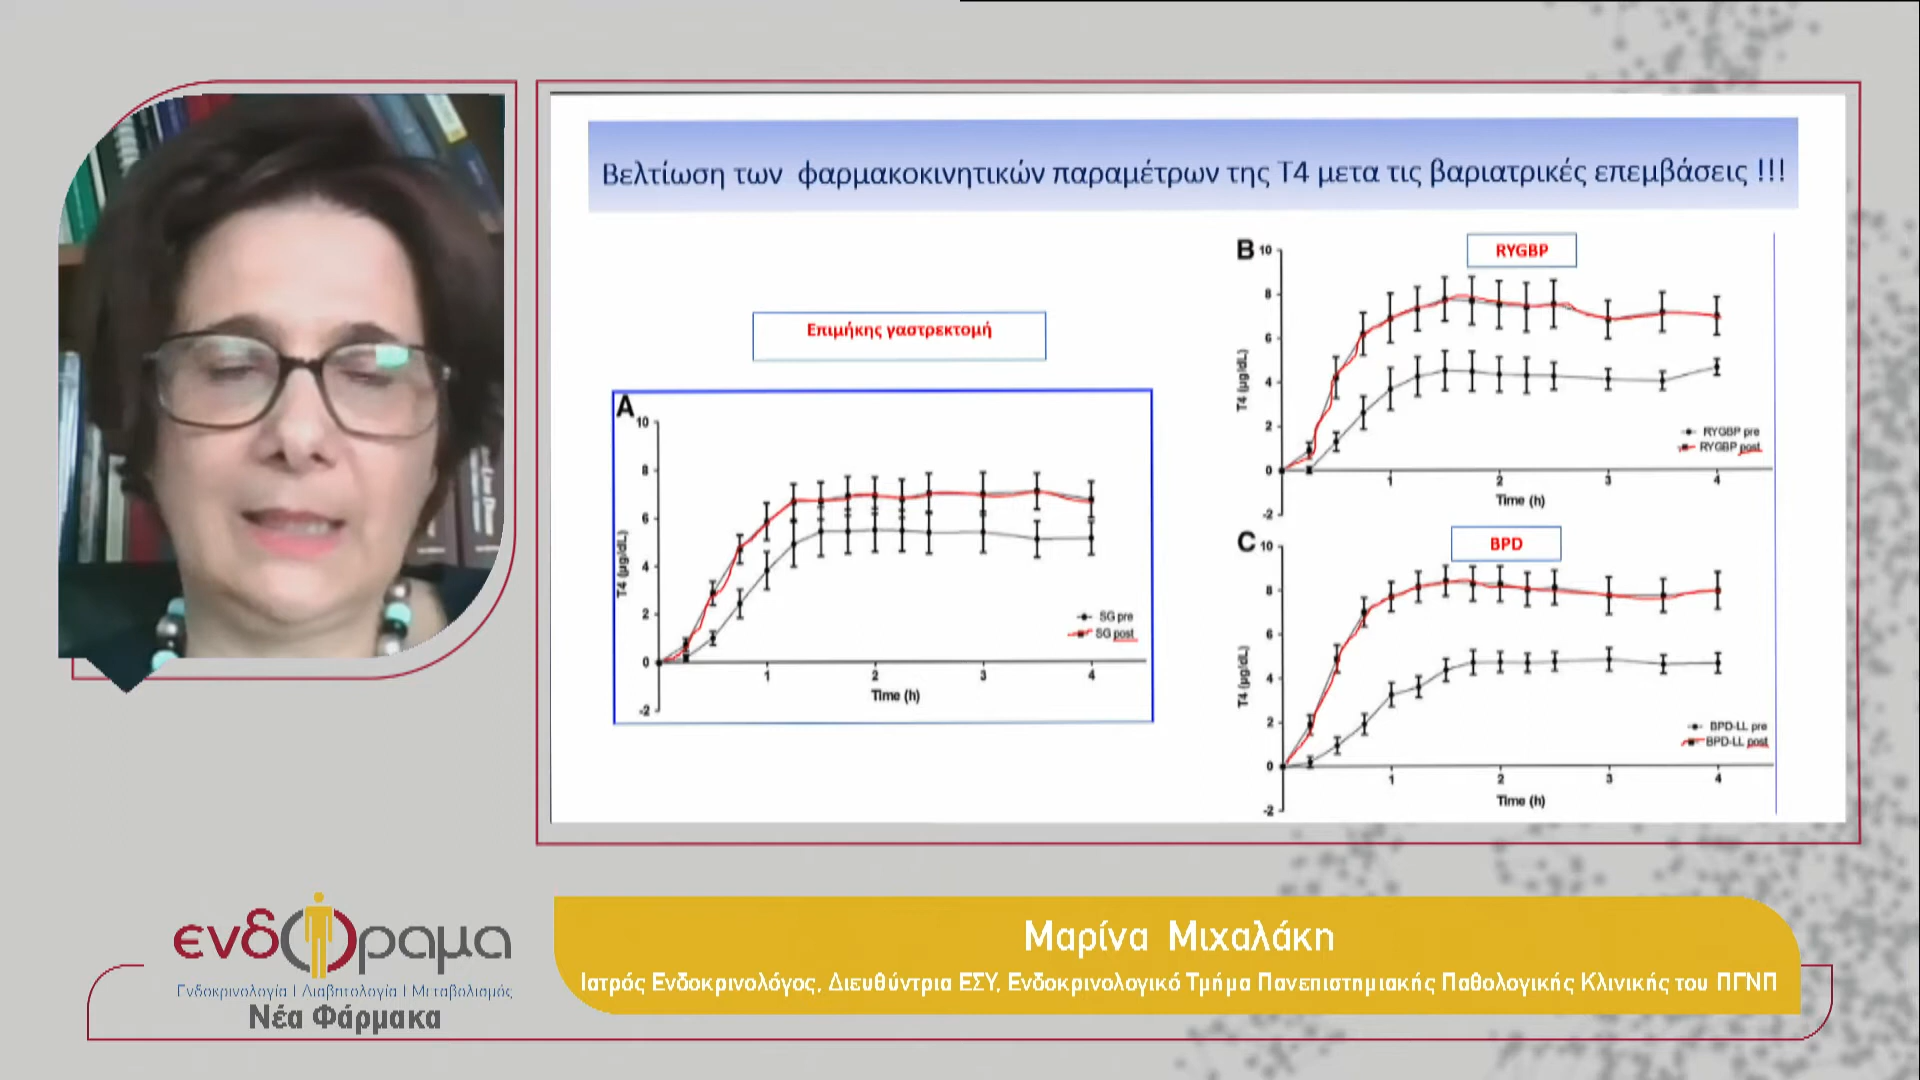 Βελτίωση των φαρμακοκινητικών παραμέτρων της Τ4 μετα τις βαριατρικές επεμβάσεις !!!
Επιμήκης γαστρεκτομή
A
10
8
6
4
2
0
-2
T4 (µg/dL)
1
2
3
4
Time (h)
SG pre
SG post
B
RYGBP
10
8
6
4
2
0
-2
T4 (µg/dL)
1
2
3
4
Time (h)
RYGBP pre
RYGBP post
C
BPD
10
8
6
4
2
0
-2
T4 (µg/dL)
1
2
3
4
Time (h)
BPD-LL pre
BPD-LL post
ενδόραμα
Ενδοκρινολογία Ι Διαβητολογία Ι Μεταβολισμός
Νέα Φάρμακα
Μαρίνα Μιχαλάκη
Ιατρός Ενδοκρινολόγος, Διευθύντρια ΕΣΥ, Ενδοκρινολογικό Τμήμα Πανεπιστημιακής Παθολογικής Κλινικής του ΠΓΝΠ